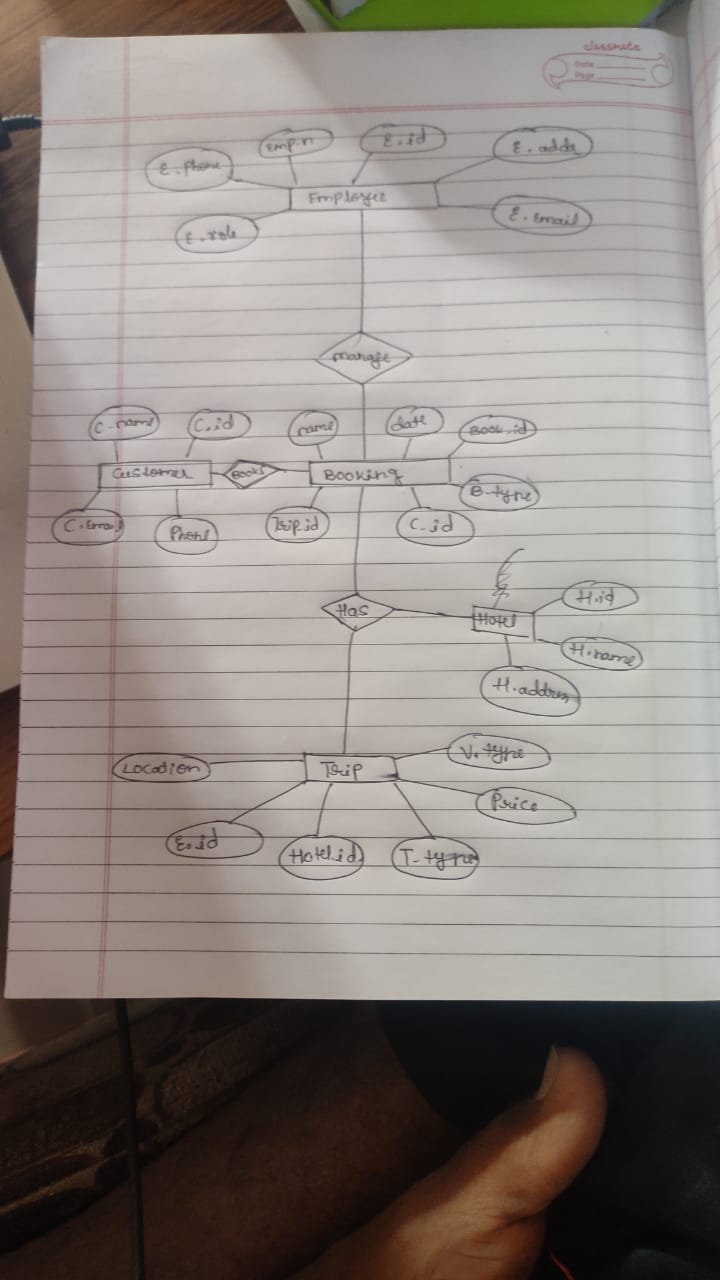 classmate
Date
Page
Emp.n
E.id
E.addr
E.Phone
Employee
E.role
E.Email
manage
C-name
C.id
name
date
Book.id
Customer
Books
Booking
B-type
C.Email
Phone
Trip.id
C-id
Has
Hotel
H.id
H.name
H.address
Location
Trip
V.type
Price
E.id
Hotel.id
T-type